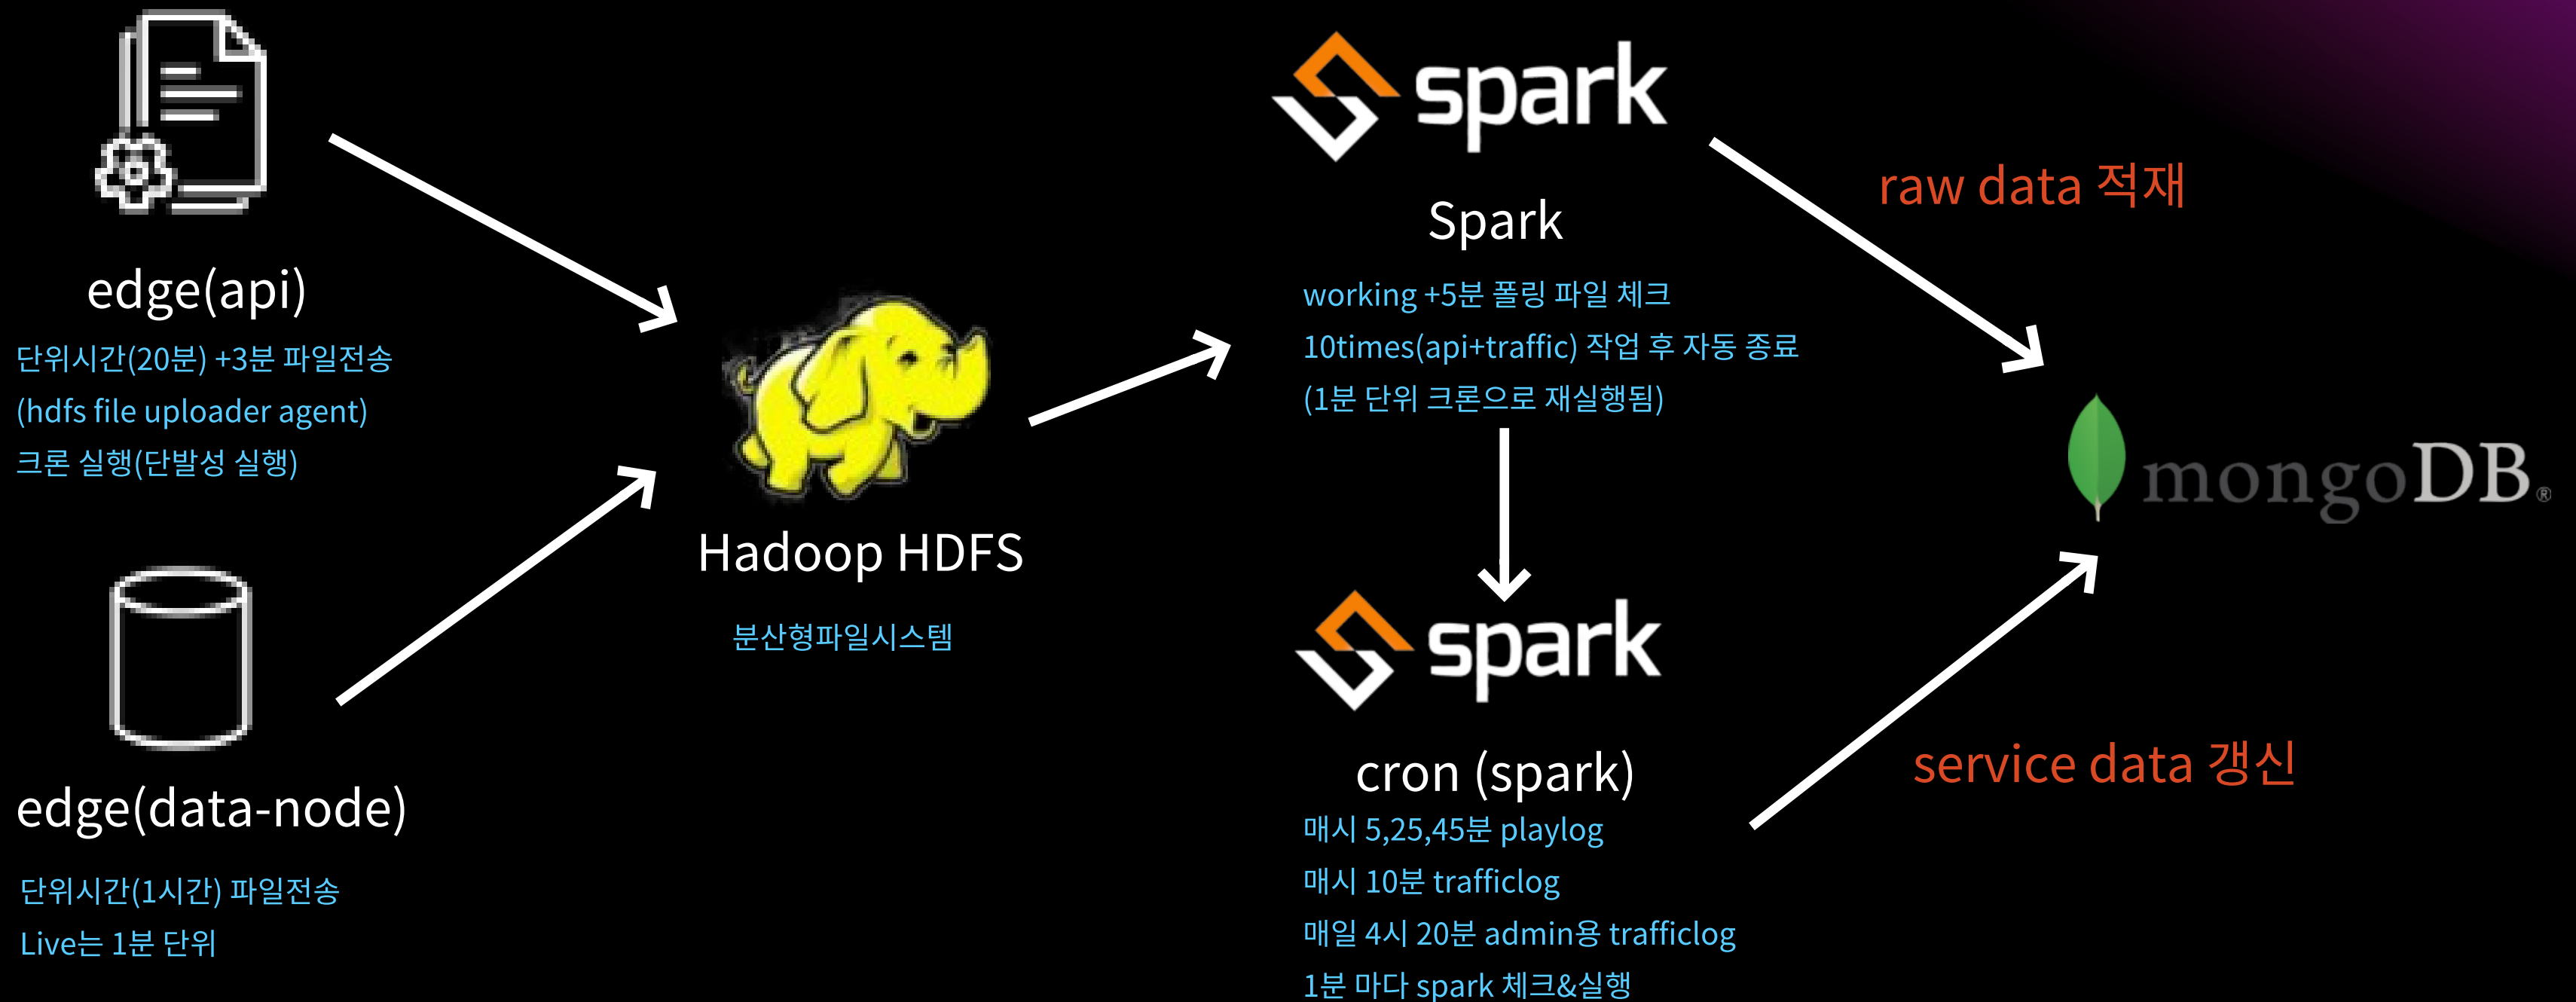 edge(api)
단위시간(20분) +3분 파일전송
(hdfs file uploader agent)
크론 실행(단발성 실행)
edge(data-node)
단위시간(1시간) 파일전송
Live는 1분 단위
Hadoop HDFS
분산형파일시스템
spark
Spark
working +5분 폴링 파일 체크
10times(api+traffic) 작업 후 자동 종료
(1분 단위 크론으로 재실행됨)
spark
cron (spark)
매시 5,25,45분 playlog
매시 10분 trafficlog
매일 4시 20분 admin용 trafficlog
1분 마다 spark 체크&실행
raw data 적재
mongoDB®
service data 갱신